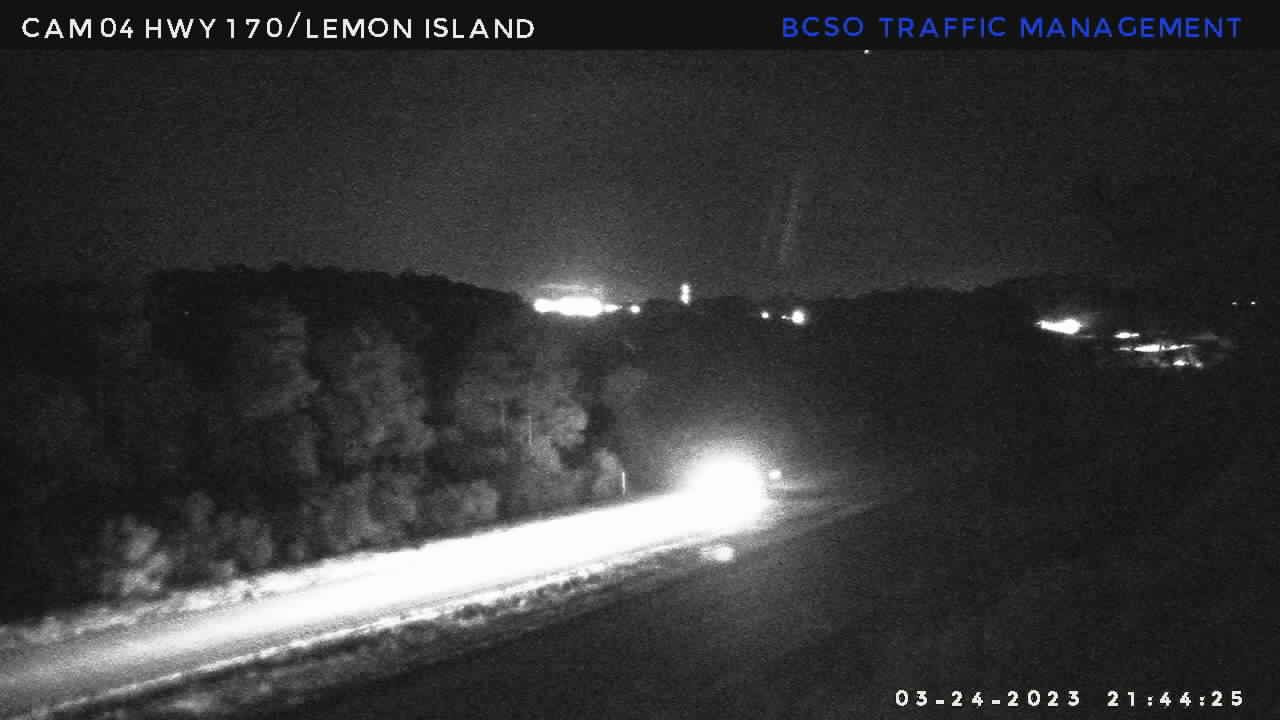 CAM04 HWY 170/LEMON ISLAND
BCSO TRAFFIC MANAGEMENT
03-24-2023 21:44:25